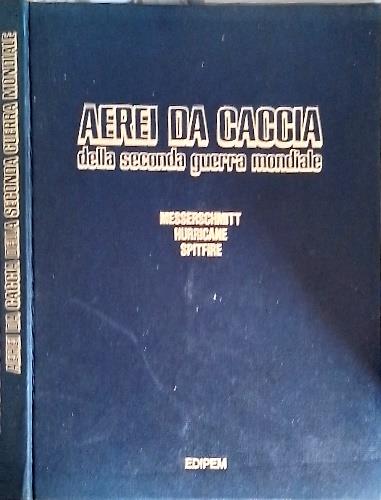 AEREI DA CACCIA DELLA SECONDA GUERRA MONDIALE
AEREI DA CACCIA
della seconda guerra mondiale
MESSERSCHMITT
HURRICANE
SPITFIRE
EDIPEM